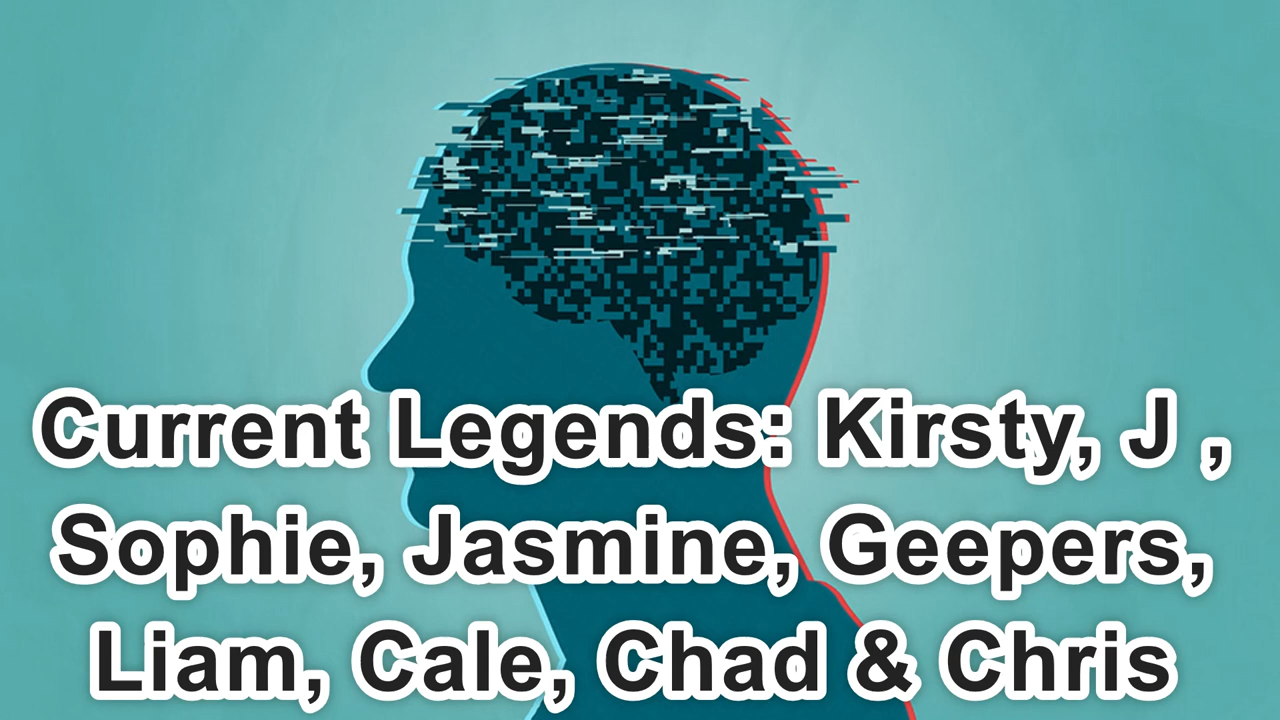 Current Legends: Kirsty, J ,
Sophie, Jasmine, Geepers,
Liam, Cale, Chad & Chris